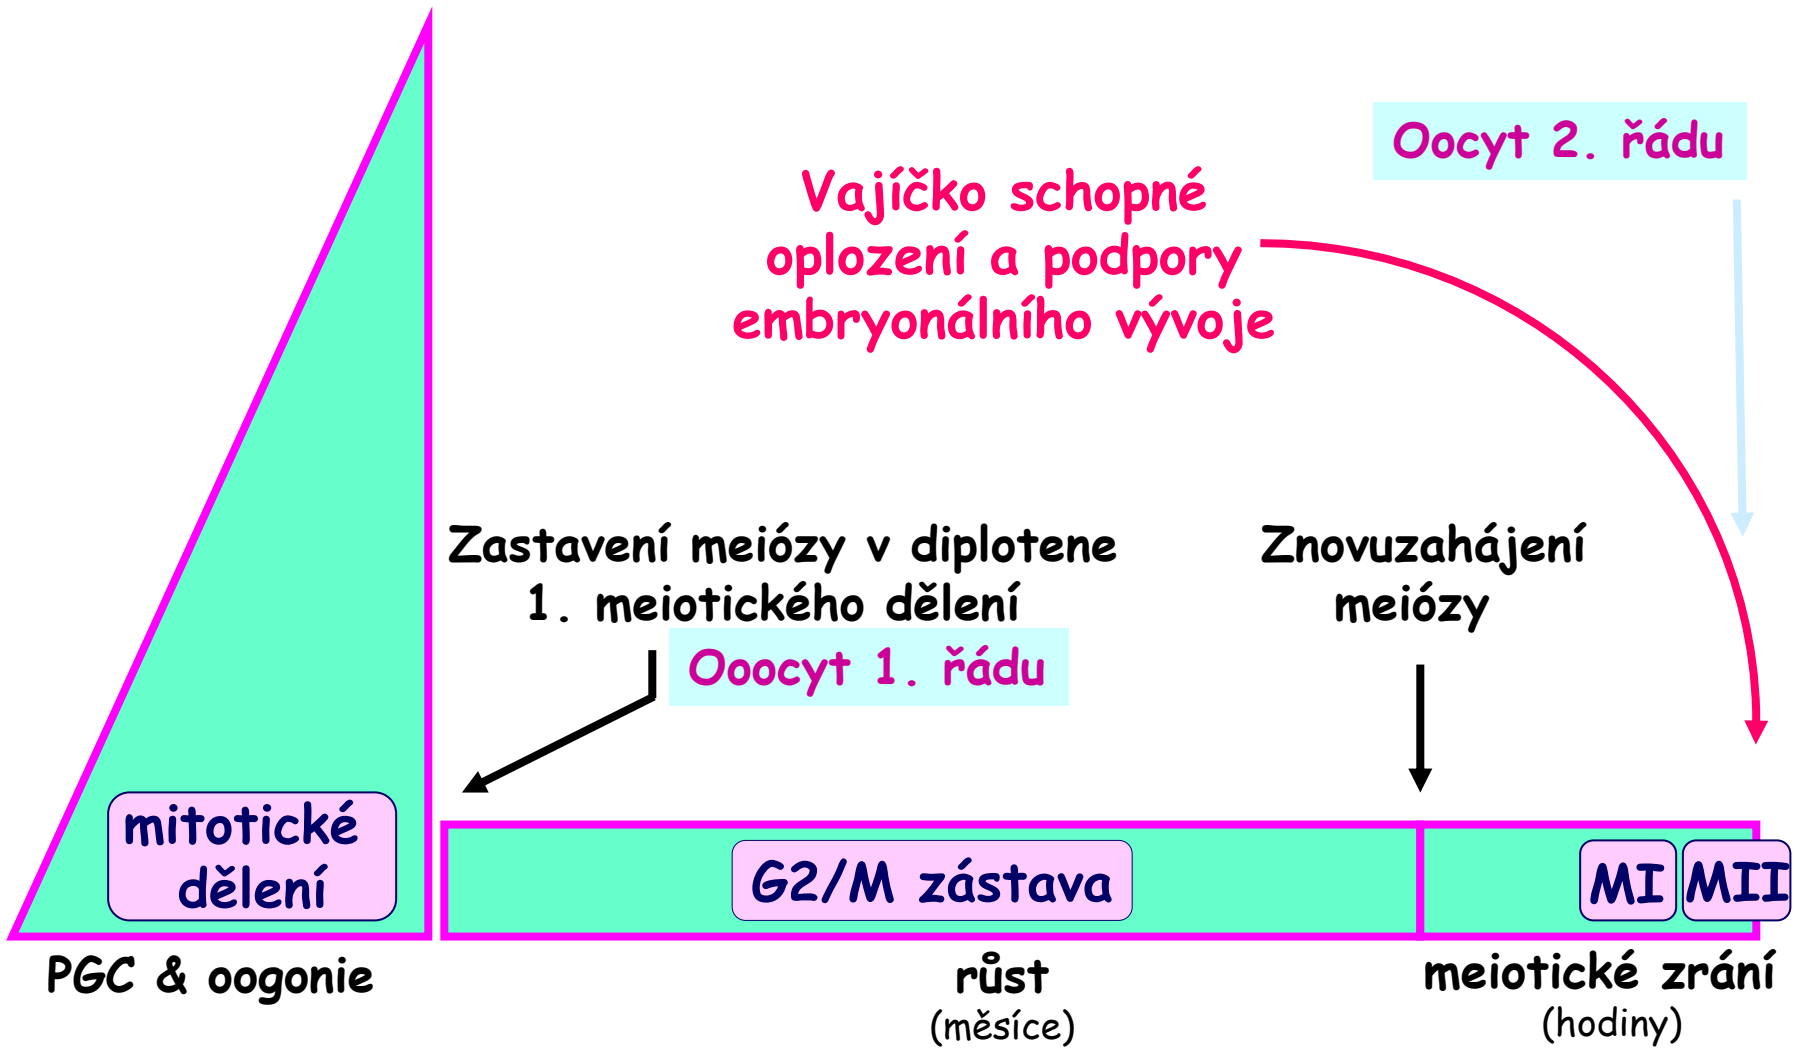 Oocyt 2. řádu
Vajíčko schopné
oplození a podpory
embryonálního vývoje
Zastavení meiózy v diplotene
1. meiotického dělení
Ooocyt 1. řádu
Znovuzahájení
meiózy
mitotické
dělení
G2/M zástava
MI
MII
PGC & oogonie
růst
(měsíce)
meiotické zrání
(hodiny)